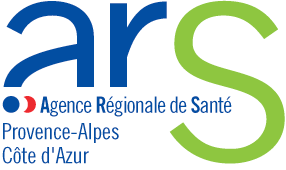 ars
Agence Régionale de Santé
Provence-Alpes
Côte d'Azur